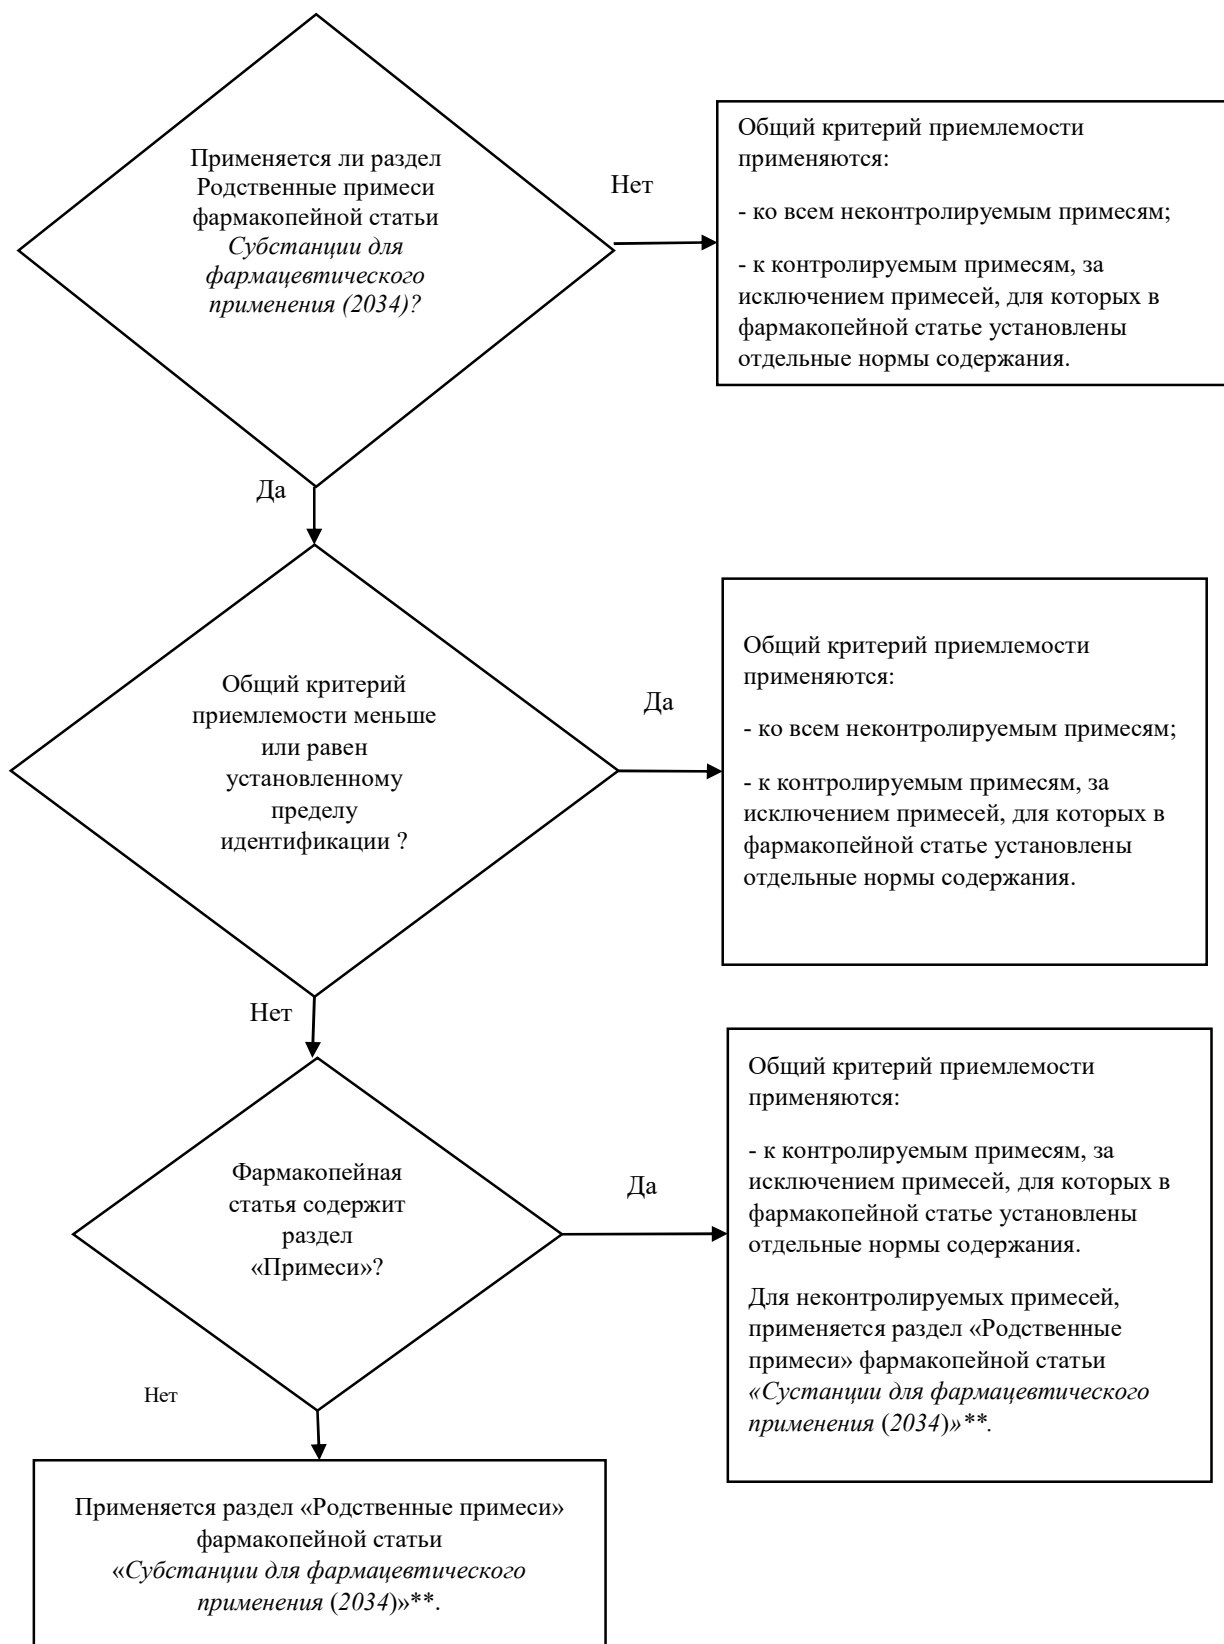 Применяется ли раздел
Родственные примеси
фармакопейной статьи
Субстанции для
фармацевтического
применения (2034)?
Нет
Общий критерий приемлемости
применяются:
- ко всем неконтролируемым примесям;
- к контролируемым примесям, за
исключением примесей, для которых в
фармакопейной статье установлены
отдельные нормы содержания.
Да
Общий критерий
приемлемости меньше
или равен
установленному
пределу
идентификации ?
Да
Общий критерий приемлемости
применяются:
- ко всем неконтролируемым примесям;
- к контролируемым примесям, за
исключением примесей, для которых в
фармакопейной статье установлены
отдельные нормы содержания.
Нет
Фармакопейная
статья содержит
раздел
«Примеси»?
Да
Общий критерий приемлемости
применяются:
- к контролируемым примесям, за
исключением примесей, для которых в
фармакопейной статье установлены
отдельные нормы содержания.
Для неконтролируемых примесей,
применяется раздел «Родственные
примеси» фармакопейной статьи
«Сустанции для фармацевтического
применения (2034)»**.
Нет
Применяется раздел «Родственные примеси»
фармакопейной статьи
«Субстанции для фармацевтического
применения (2034)»**.